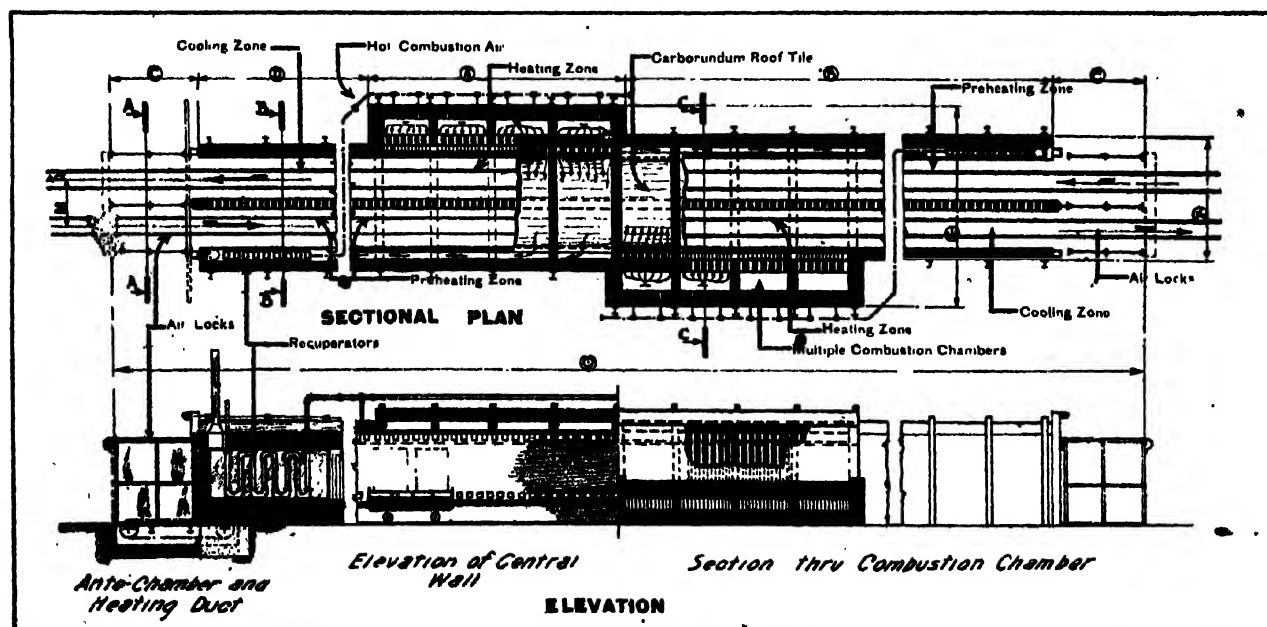 Cooling Zone
Hot Combustion Air
Heating Zone
Carborundum Roof Tile
Preheating Zone
A
B
C
A
B
Preheating Zone
C
Air Locks
Cooling Zone
Heating Zone
Multiple Combustion Chambers
SECTIONAL PLAN
Air Locks
Recuperators
Ante-Chamber and
Heating Duct
Elevation of Central
Wall
Section thru Combustion Chamber
ELEVATION